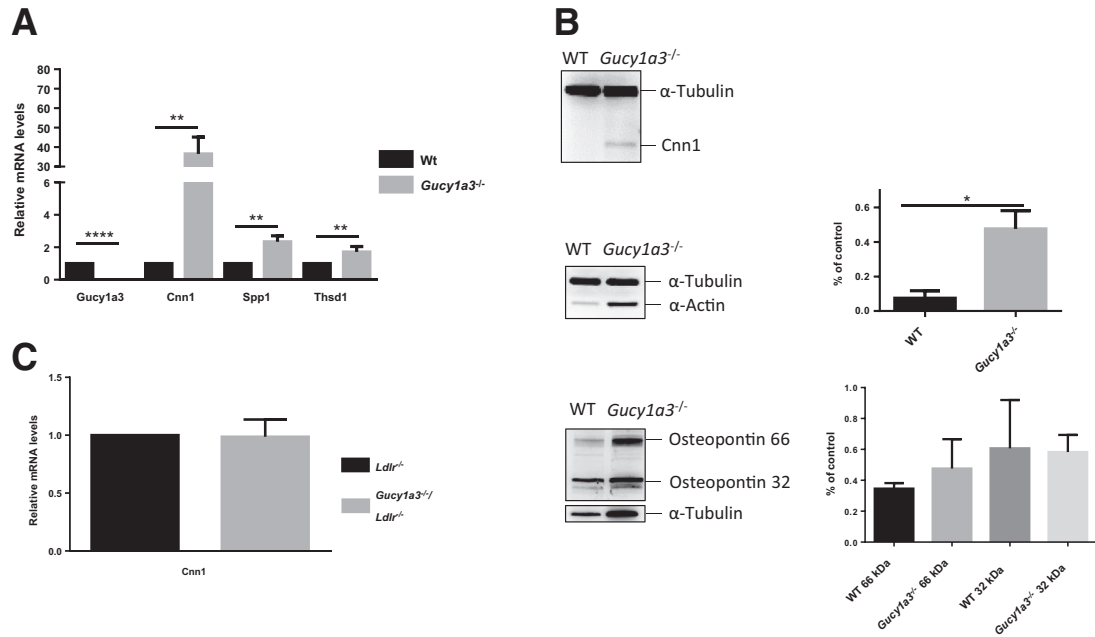 A
80
70
60
50
40
30
6
4
2
0
Relative mRNA levels
****
**
**
**
Gucy1a3
Cnn1
Spp1
Thsd1
Wt
Gucy1a3-/-
B
WT Gucy1a3-/-
α-Tubulin
Cnn1
WT Gucy1a3-/-
α-Tubulin
α-Actin
0.6
0.4
0.2
0.0
% of control
*
WT
Gucy1a3-/-
WT Gucy1a3-/-
Osteopontin 66
Osteopontin 32
α-Tubulin
1.0
0.8
0.6
0.4
0.2
0.0
% of control
WT 66 kDa
Gucy1a3-/- 66 kDa
WT 32 kDa
Gucy1a3-/- 32 kDa
C
1.5
1.0
0.5
0.0
Relative mRNA levels
Cnn1
Ldlr-/-
Gucy1a3-/-/
Ldlr-/-